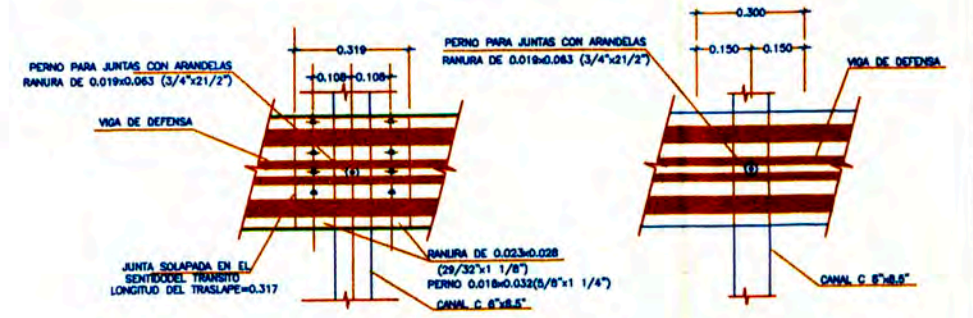 0.319
PERNO PARA JUNTAS CON ARANDELAS
RANURA DE 0.019x0.063 (3/4"x21/2")
0.108
0.108
VIGA DE DEFENSA
JUNTA SOLAPADA EN EL
SENTIDODEL TRANSITO
LONGITUD DEL TRASLAPE=0.317
RANURA DE 0.023x0.028
(29/32"x1 1/8")
PERNO 0.016x0.032(5/8"x1 1/4")
CANAL C 6"x8.5"
0.300
PERNO PARA JUNTAS CON ARANDELAS
RANURA DE 0.019x0.063 (3/4"x21/2")
0.150
0.150
VIGA DE DEFENSA
CANAL C 6"x8.5"